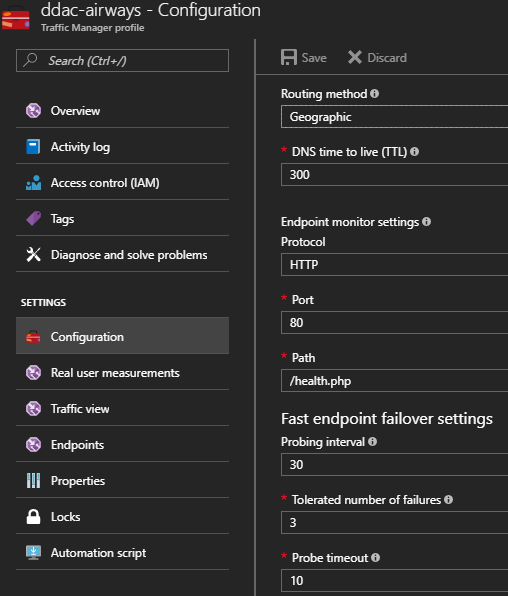 ddac-airways - Configuration
Traffic Manager profile
Search (Ctrl+/)
Overview
Activity log
Access control (IAM)
Tags
Diagnose and solve problems
SETTINGS
Configuration
Real user measurements
Traffic view
Endpoints
Properties
Locks
Automation script
Save Discard
Routing method
Geographic
* DNS time to live (TTL)
300
Endpoint monitor settings
Protocol
HTTP
* Port
80
* Path
/health.php
Fast endpoint failover settings
Probing interval
30
* Tolerated number of failures
3
* Probe timeout
10